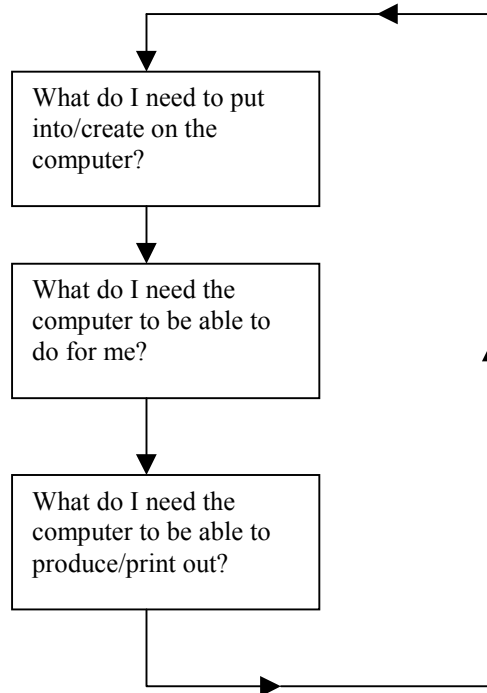 What do I need to put
into/create on the
computer?
What do I need the
computer to be able to
do for me?
What do I need the
computer to be able to
produce/print out?